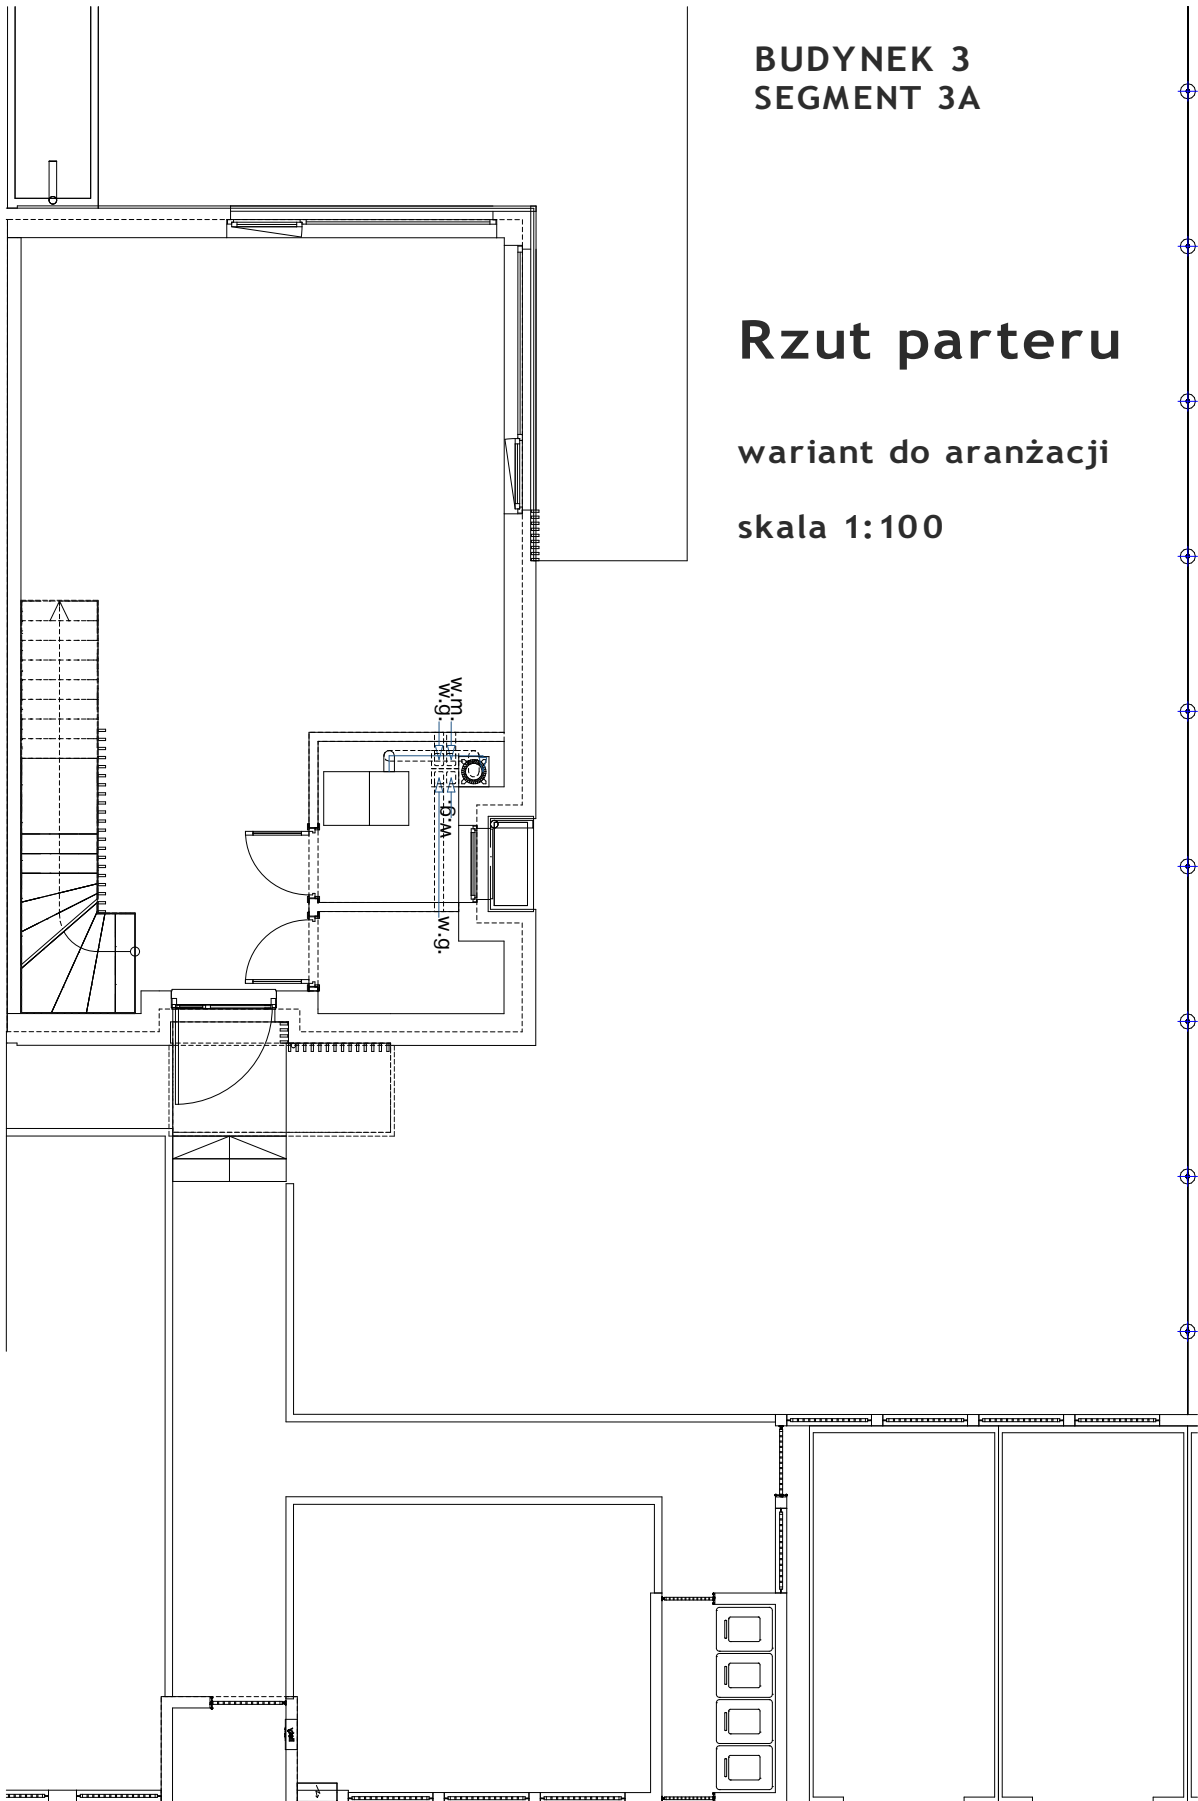 BUDYNEK 3
SEGMENT 3A
Rzut parteru
wariant do aranżacji
skala 1:100
w.m.
w.g.
w.g.
w.g.